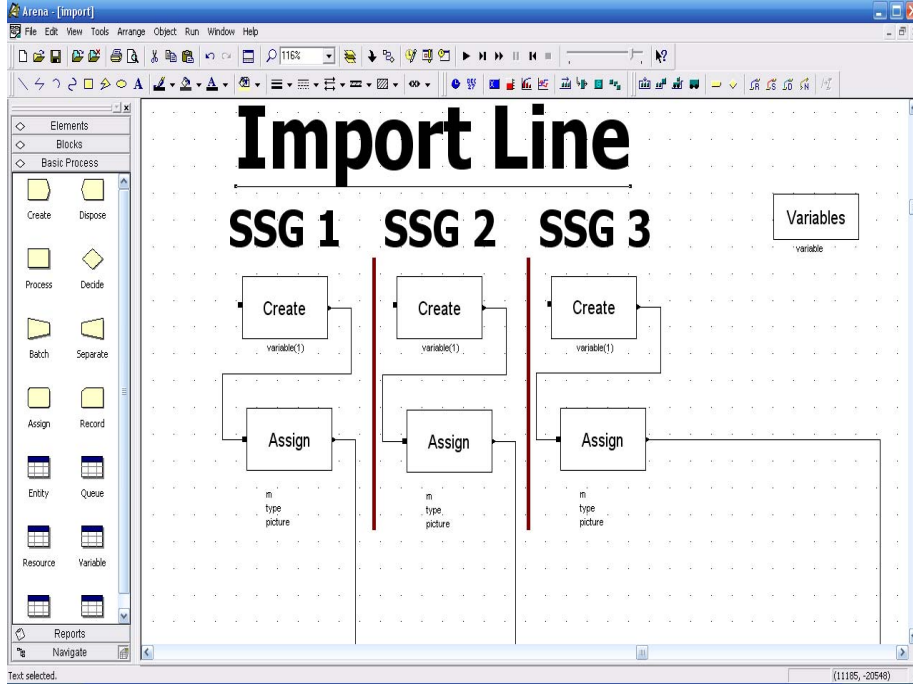 Arena - [import]
File Edit View Tools Arrange Object Run Window Help
116%
A A
Elements
Blocks
Basic Process
Create Dispose
Process Decide
Batch Separate
Assign Record
Entity Queue
Resource Variable
Reports
Navigate
Import Line
SSG 1 SSG 2 SSG 3
Variables
variable
Create Create Create
variable(1) variable(1) variable(1)
Assign Assign Assign
m m m
type type type
picture picture picture
Text selected. (11185, -20548)